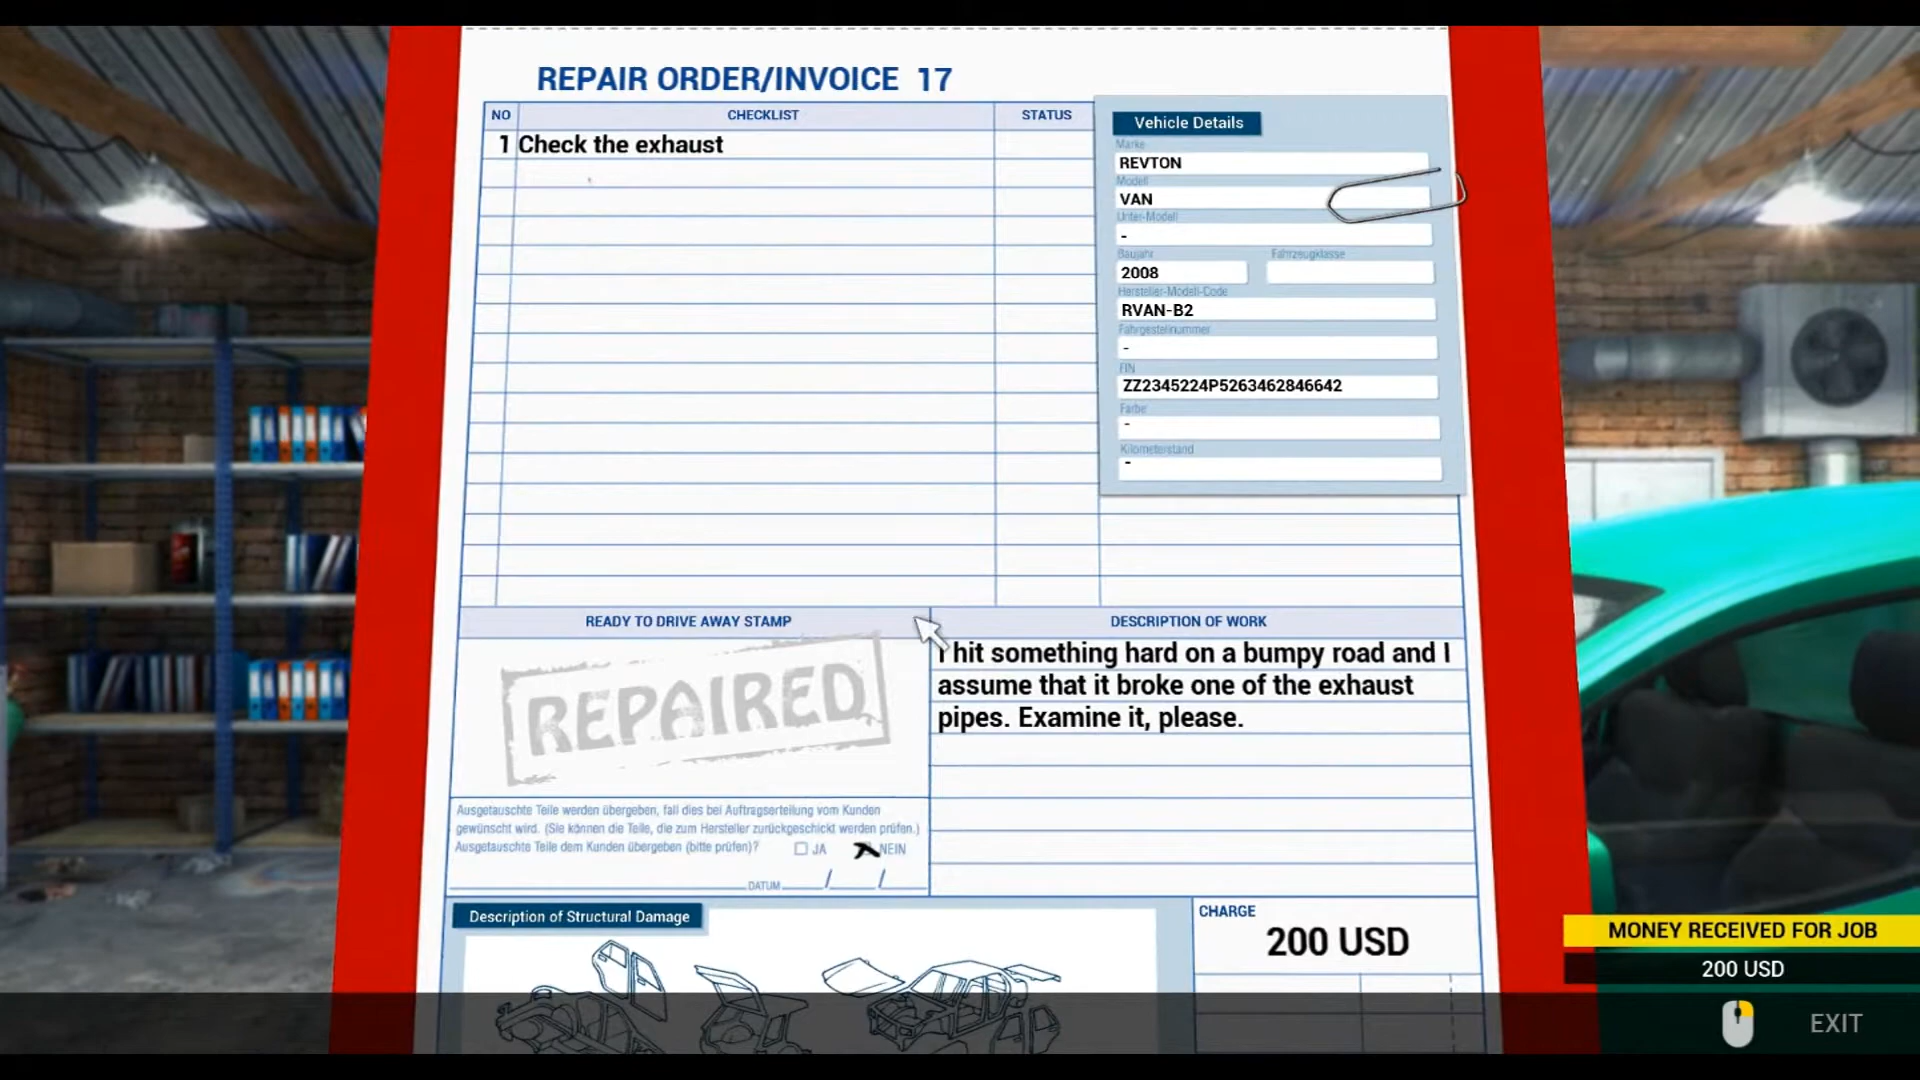 REPAIR ORDER/INVOICE 17
NO CHECKLIST STATUS
1 Check the exhaust
Vehicle Details
Marke
REVTON
Modell
VAN
Unter-Modell
-
Baujahr Fahrzeugklasse
2008
Hersteller-Modell-Code
RVAN-B2
Fahrgestellnummer
-
FIN
ZZ2345224P5263462846642
Farbe
-
Kilometerstand
-
READY TO DRIVE AWAY STAMP
REPAIRED
DESCRIPTION OF WORK
I hit something hard on a bumpy road and I
assume that it broke one of the exhaust
pipes. Examine it, please.
Ausgetauschte Teile werden übergeben, fall dies bei Auftragserteilung vom Kunden
gewünscht wird. (Sie können die Teile, die zum Hersteller zurückgeschickt werden prüfen.)
Ausgetauschte Teile dem Kunden übergeben (bitte prüfen)? JA NEIN
DATUM / /
Description of Structural Damage
CHARGE
200 USD
MONEY RECEIVED FOR JOB
200 USD
EXIT